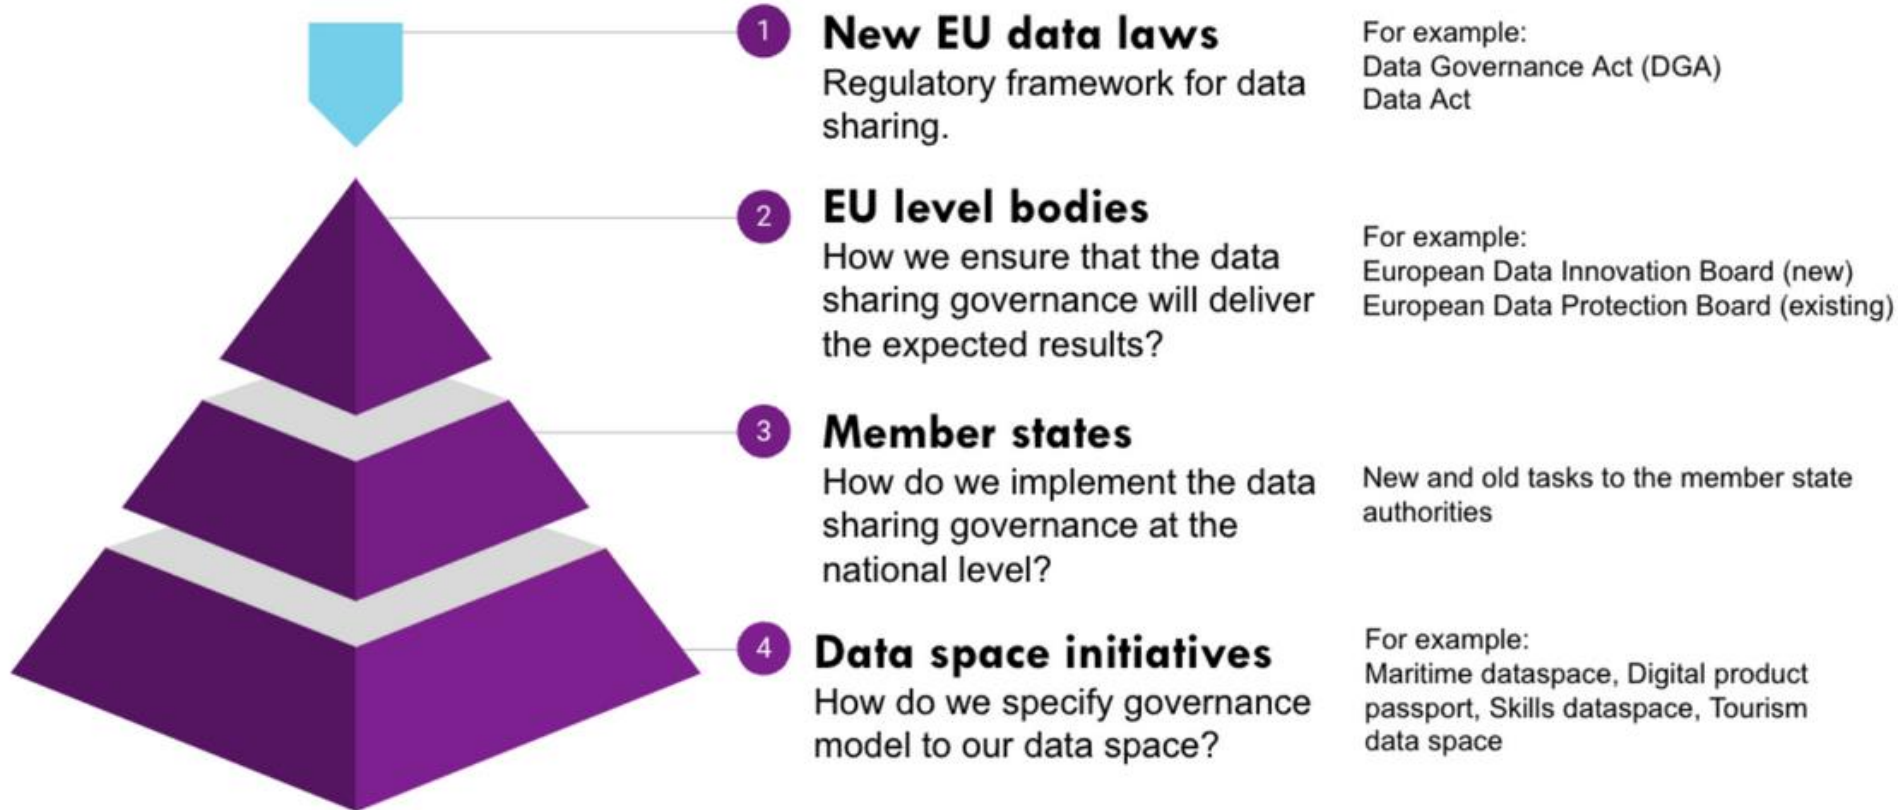 1
New EU data laws
Regulatory framework for data
sharing.
For example:
Data Governance Act (DGA)
Data Act
2
EU level bodies
How we ensure that the data
sharing governance will deliver
the expected results?
For example:
European Data Innovation Board (new)
European Data Protection Board (existing)
3
Member states
How do we implement the data
sharing governance at the
national level?
New and old tasks to the member state
authorities
4
Data space initiatives
How do we specify governance
model to our data space?
For example:
Maritime dataspace, Digital product
passport, Skills dataspace, Tourism
data space